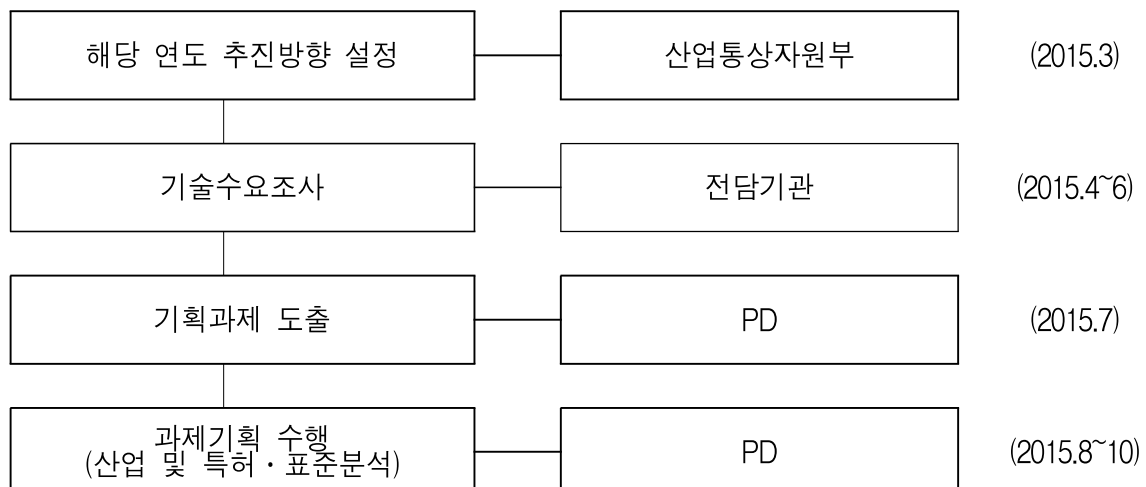 해당 연도 추진방향 설정 산업통상자원부 (2015.3)
기술수요조사 전담기관 (2015.4~6)
기획과제 도출 PD (2015.7)
과제기획 수행
(산업 및 특허·표준분석) PD (2015.8~10)